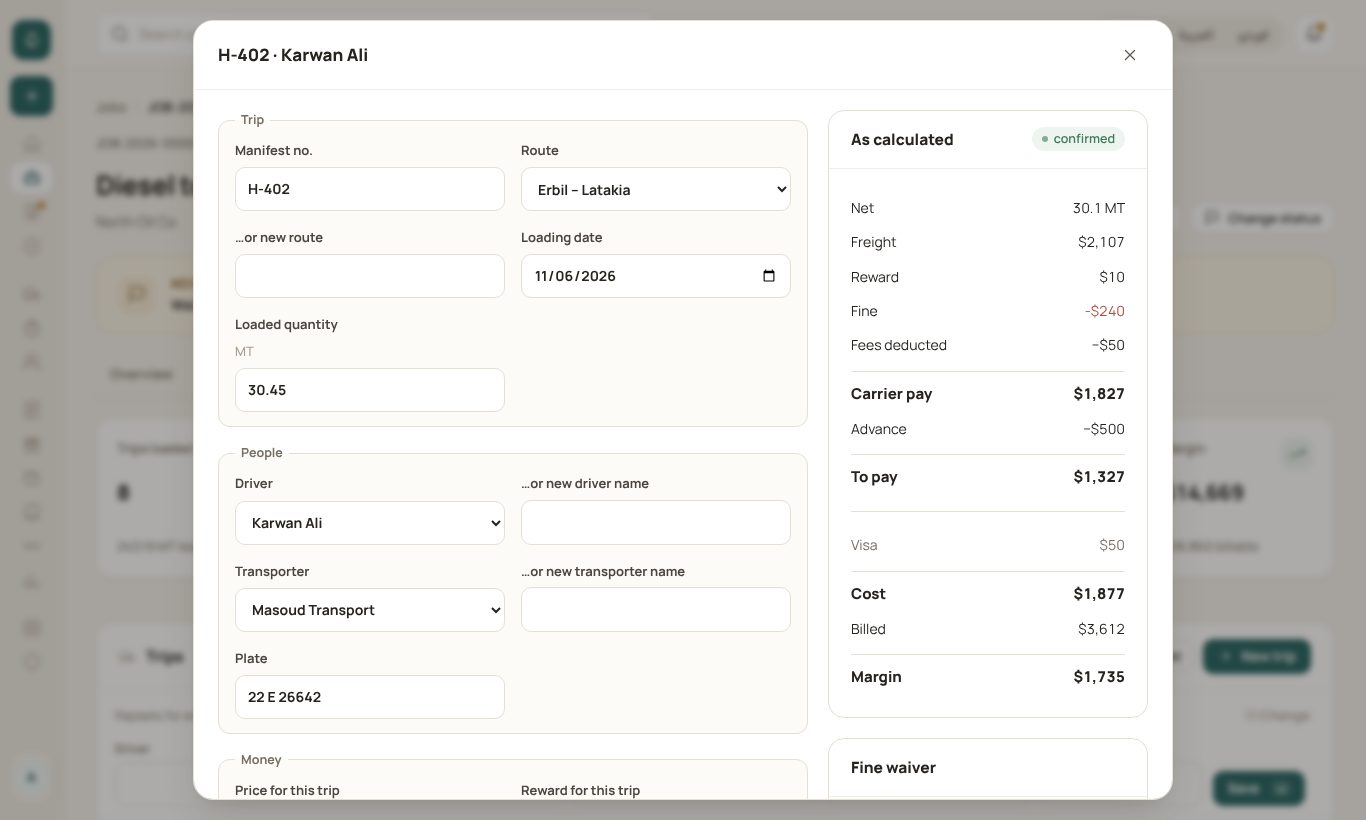 H-402 · Karwan Ali
Trip
Manifest no.
Route
H-402
Erbil – Latakia
…or new route
Loading date
11/06/2026
Loaded quantity
MT
30.45
People
Driver
…or new driver name
Karwan Ali
Transporter
…or new transporter name
Masoud Transport
Plate
22 E 26642
Money
Price for this trip
Reward for this trip
As calculated
confirmed
Net 30.1 MT
Freight $2,107
Reward $10
Fine -$240
Fees deducted −$50
Carrier pay $1,827
Advance −$500
To pay $1,327
Visa $50
Cost $1,877
Billed $3,612
Margin $1,735
Fine waiver
Change status
Overview
8
Trips
New trip
Change
Driver
Save